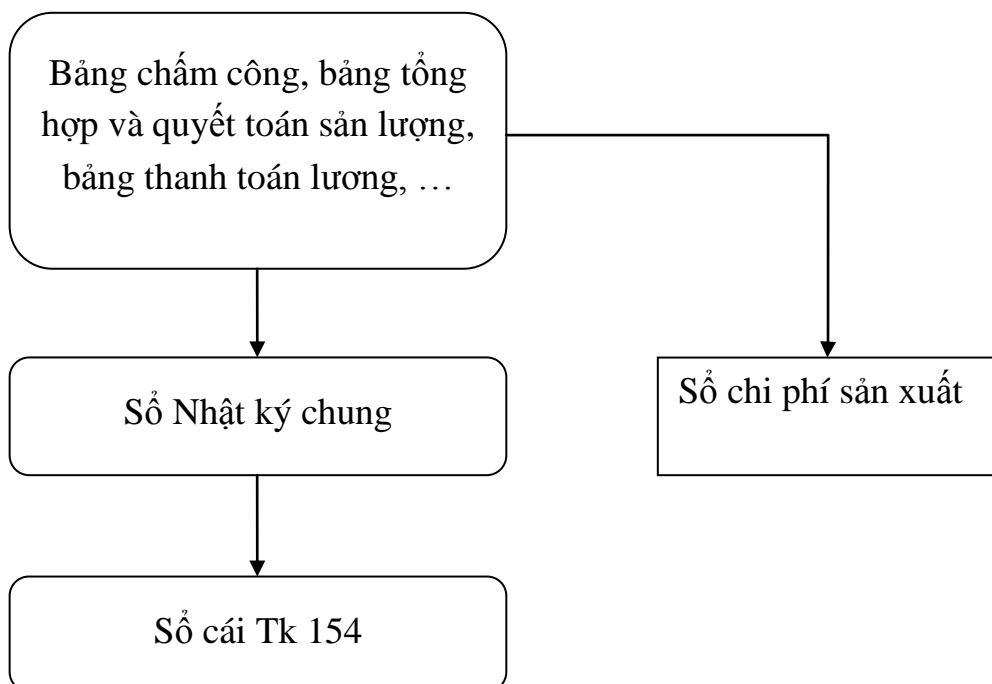 Bảng chấm công, bảng tổng
hợp và quyết toán sản lượng,
bảng thanh toán lương, …
Sổ Nhật ký chung
Sổ chi phí sản xuất
Sổ cái Tk 154